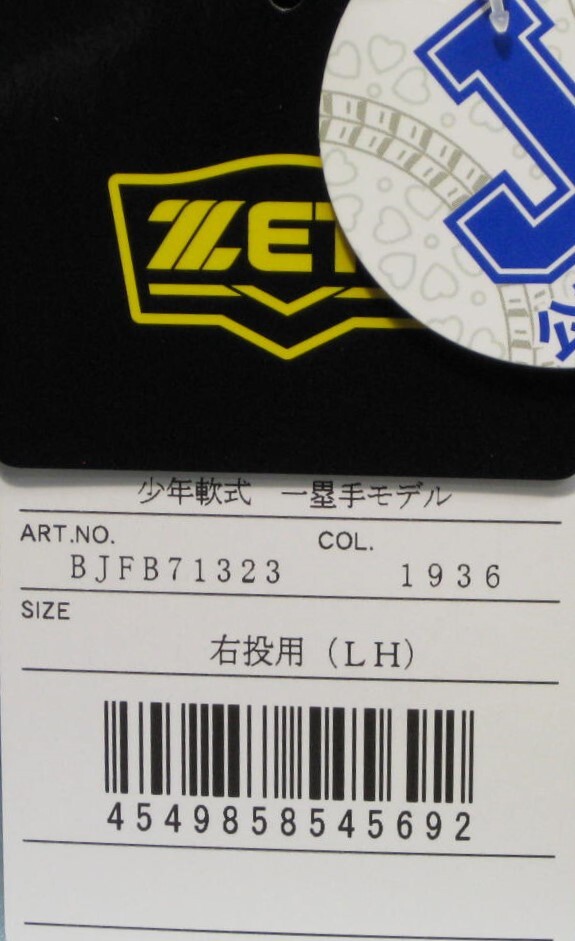 ZET
J
公
少年軟式 一塁手モデル
ART.NO. COL.
BJFB71323 1936
SIZE
右投用(LH)
4549858545692